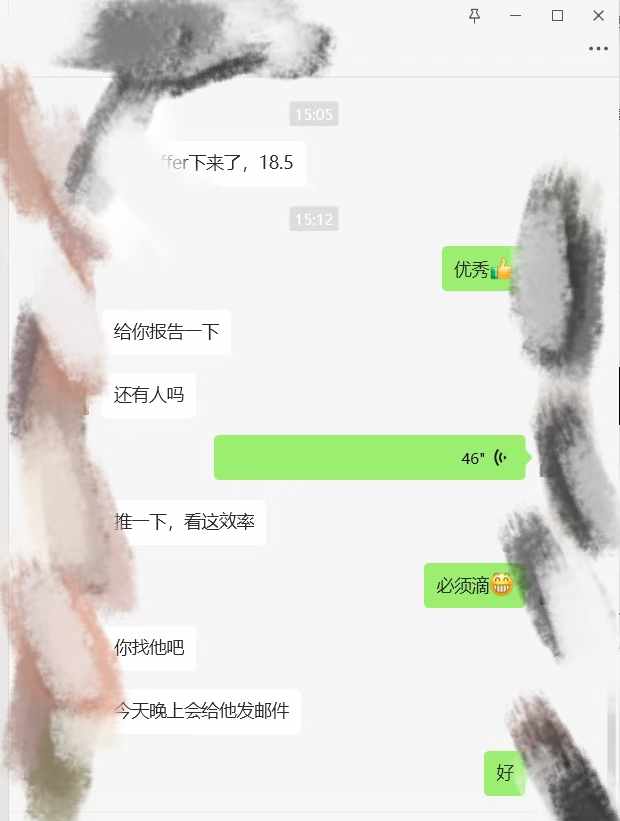 15:05
ffer下来了，18.5
15:12
优秀👍
给你报告一下
还有人吗
46"
推一下，看这效率
必须滴😁
你找他吧
今天晚上会给他发邮件
好